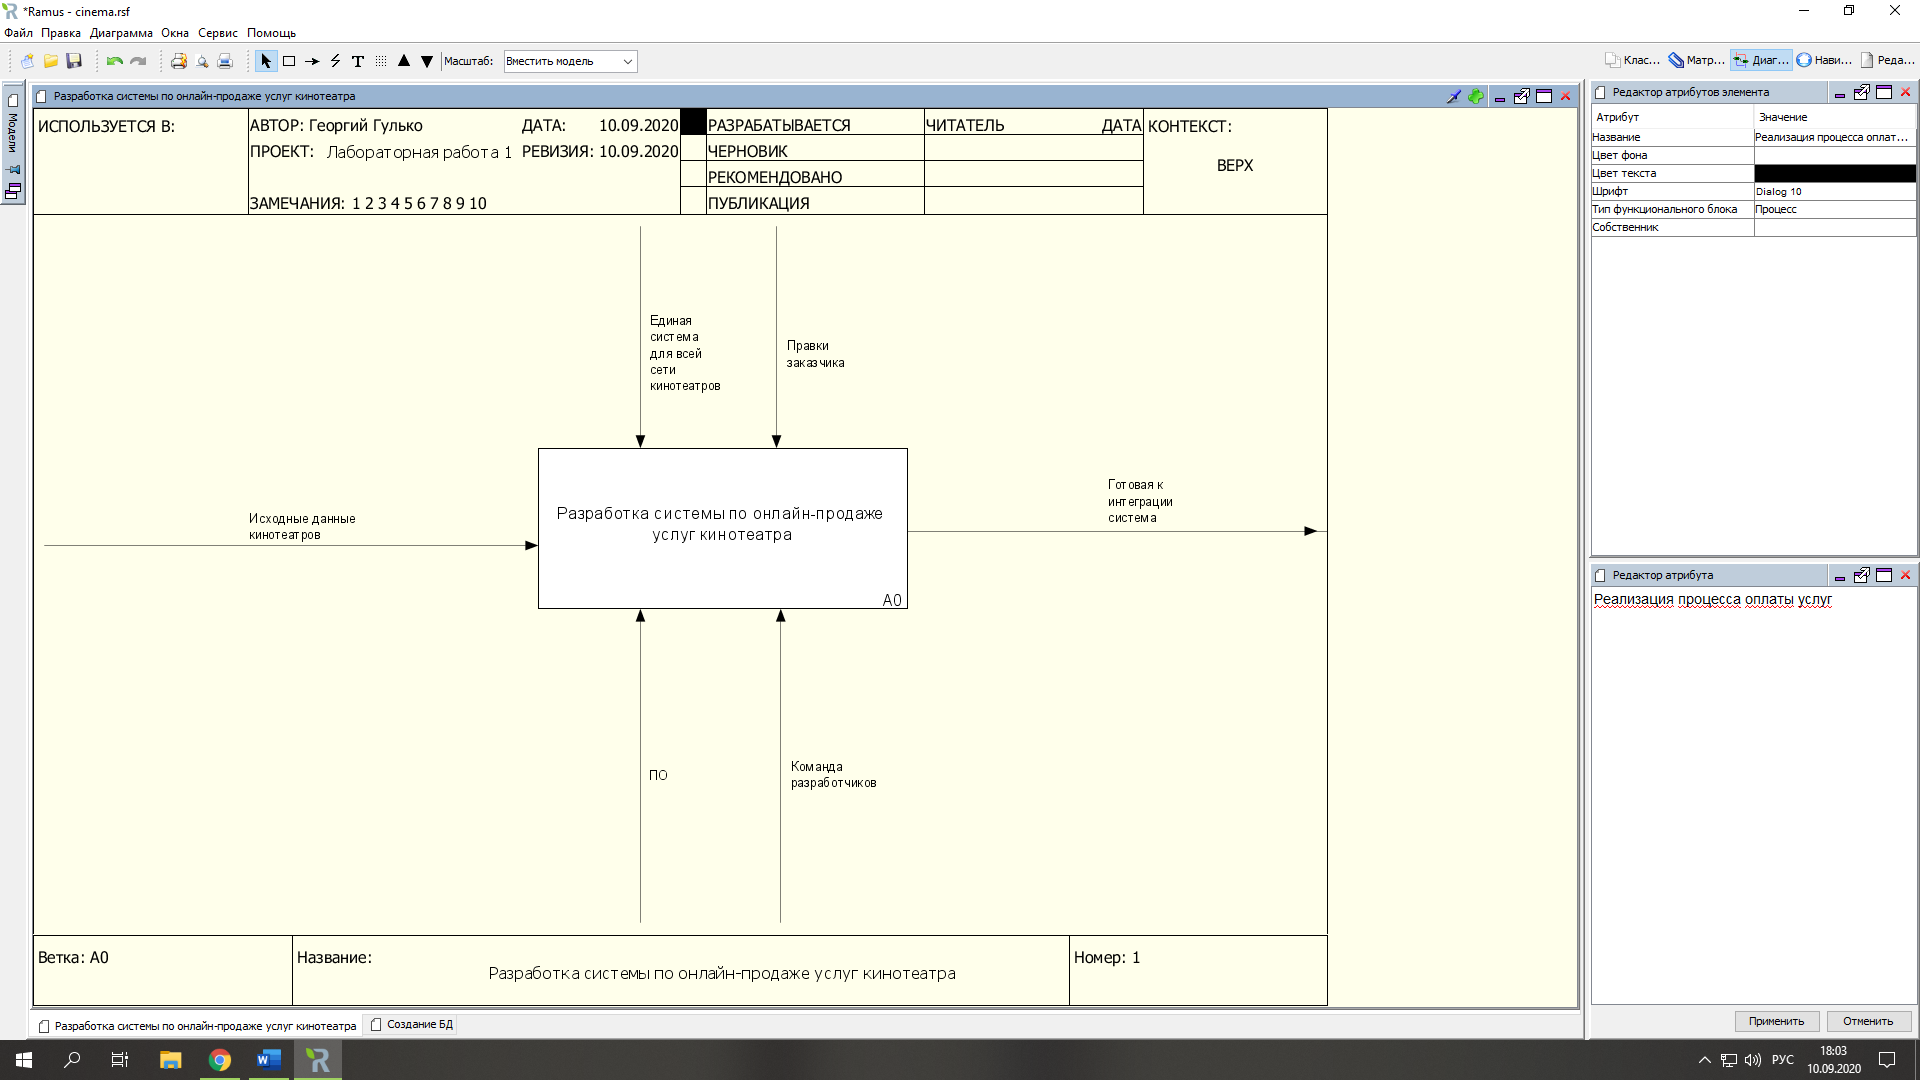 *Ramus - cinema.rsf
Файл Правка Диаграмма Окна Сервис Помощь
Масштаб: Вместить модель
Клас... Матр... Диаг... Нави... Реда...
Модели
Разработка системы по онлайн-продаже услуг кинотеатра
ИСПОЛЬЗУЕТСЯ В:
АВТОР: Георгий Гулько ДАТА: 10.09.2020
ПРОЕКТ: Лабораторная работа 1 РЕВИЗИЯ: 10.09.2020
ЗАМЕЧАНИЯ: 1 2 3 4 5 6 7 8 9 10
РАЗРАБАТЫВАЕТСЯ
ЧЕРНОВИК
РЕКОМЕНДОВАНО
ПУБЛИКАЦИЯ
ЧИТАТЕЛЬ ДАТА
КОНТЕКСТ:
ВЕРХ
Единая
система
для всей
сети
кинотеатров
Правки
заказчика
Исходные данные
кинотеатров
Разработка системы по онлайн-продаже
услуг кинотеатра
A0
Готовая к
интеграции
система
ПО
Команда
разработчиков
Ветка: A0
Название:
Разработка системы по онлайн-продаже услуг кинотеатра
Номер: 1
Разработка системы по онлайн-продаже услуг кинотеатра
Создание БД
Редактор атрибутов элемента
Атрибут Значение
Название Реализация процесса оплат...
Цвет фона
Цвет текста
Шрифт Dialog 10
Тип функционального блока Процесс
Собственник
Редактор атрибута
Реализация процесса оплаты услуг
Применить Отменить
РУС
18:03
10.09.2020